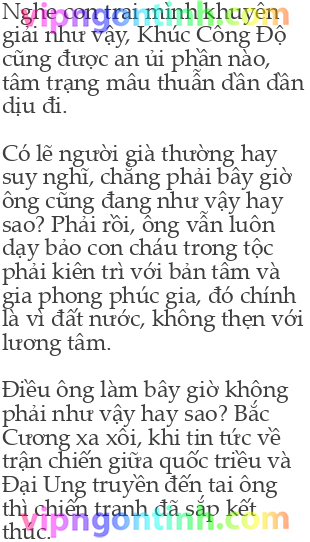 Nghe con trai mình khuyên
giải như vậy, Khúc Công Độ
cũng được an ủi phần nào,
tâm trạng mâu thuẫn dần dần
dịu đi.

Có lẽ người già thường hay
suy nghĩ, chẳng phải bây giờ
ông cũng đang như vậy hay
sao? Phải rồi, ông vẫn luôn
dạy bảo con cháu trong tộc
phải kiên trì với bản tâm và
gia phong phúc gia, đó chính
là vì đất nước, không thẹn với
lương tâm.

Điều ông làm bây giờ không
phải như vậy hay sao? Bắc
Cương xa xôi, khi tin tức về
trận chiến giữa quốc triều và
Đại Ung truyền đến tai ông
thì chiến tranh đã sắp kết
thúc.
vipngontinh.com
vipngontinh.com